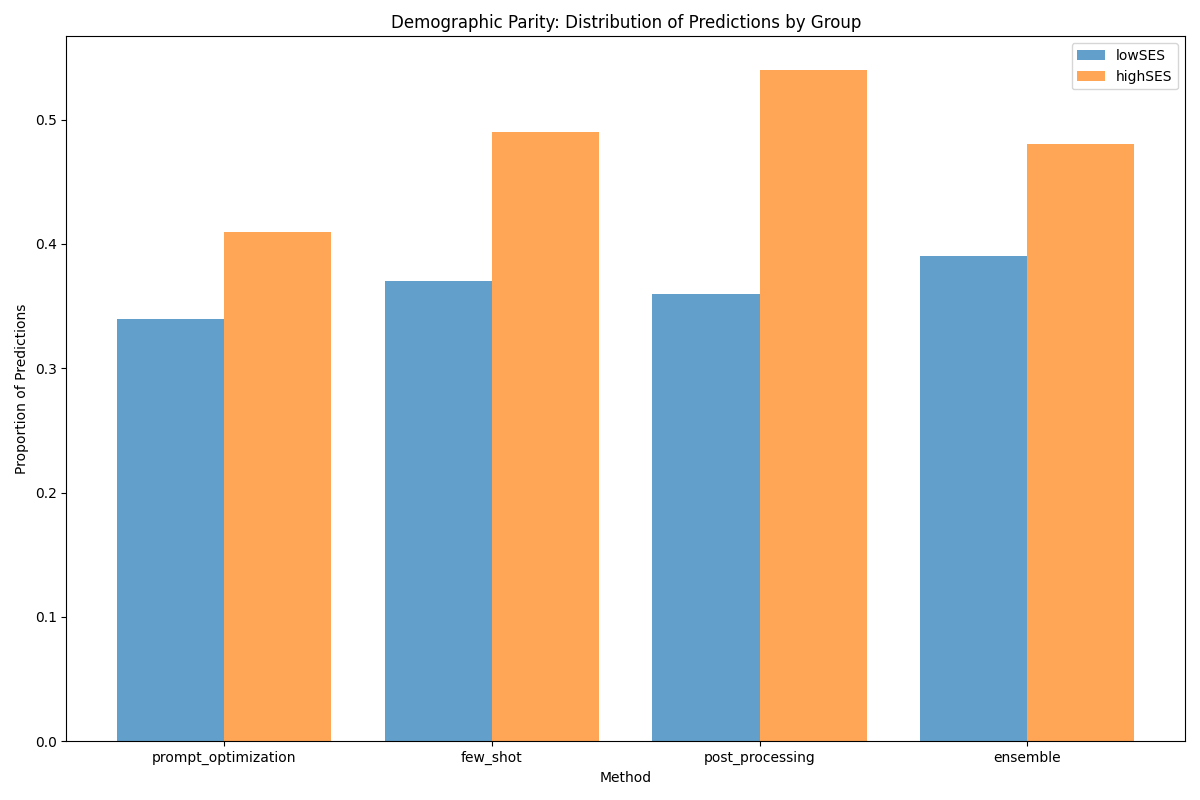 Demographic Parity: Distribution of Predictions by Group
lowSES
highSES
Proportion of Predictions
0.5
0.4
0.3
0.2
0.1
0.0
prompt_optimization
few_shot
post_processing
ensemble
Method